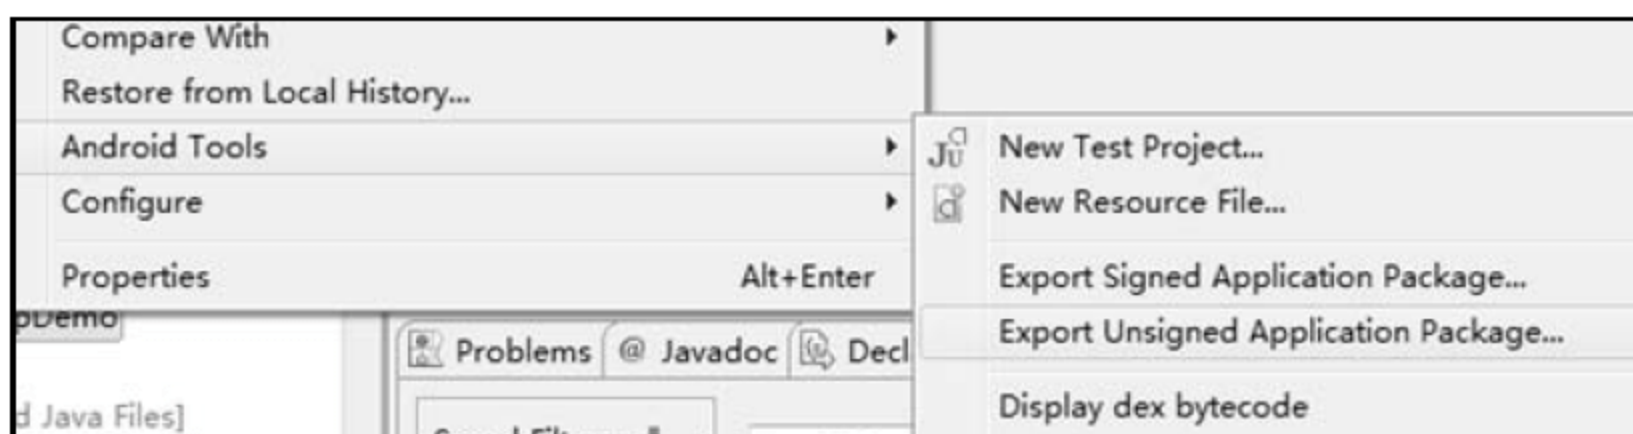 Compare With
Restore from Local History...
Android Tools
Configure
Properties Alt+Enter
New Test Project...
New Resource File...
Export Signed Application Package...
Export Unsigned Application Package...
Display dex bytecode
pDemo
Problems @ Javadoc Decl
d Java Files]